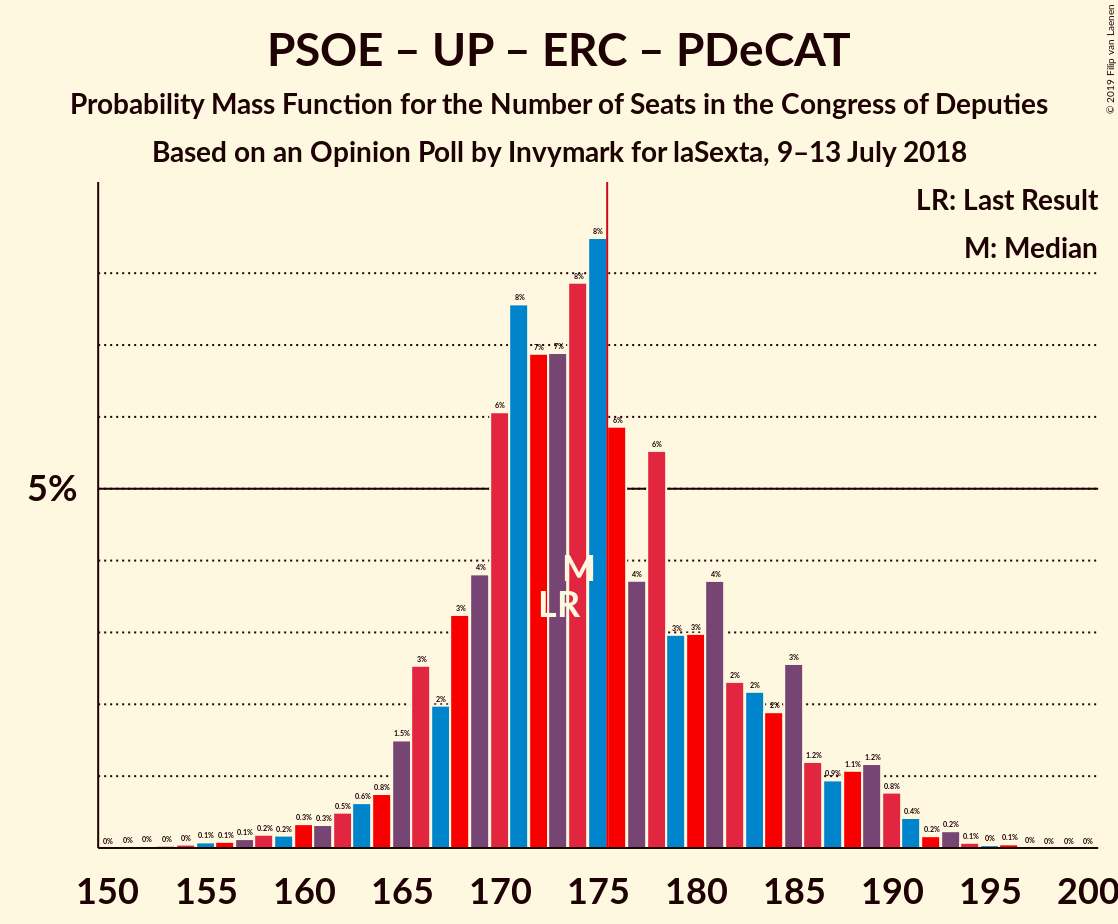 PSOE – UP – ERC – PDeCAT
Probability Mass Function for the Number of Seats in the Congress of Deputies
Based on an Opinion Poll by Invymark for laSexta, 9–13 July 2018
© 2019 Filip van Laenen
LR: Last Result
M: Median
5%
0% 0% 0% 0% 0% 0.1% 0.1% 0.1% 0.2% 0.2% 0.3% 0.3% 0.5% 0.6% 0.8% 1.5% 3% 2% 3% 4% 6% 8% 7% 7% 8% 8% 6% 4% 6% 3% 3% 4% 2% 2% 2% 3% 1.2% 0.9% 1.1% 1.2% 0.8% 0.4% 0.2% 0.2% 0.1% 0% 0.1% 0% 0% 0% 0%
M
LR
150 155 160 165 170 175 180 185 190 195 200